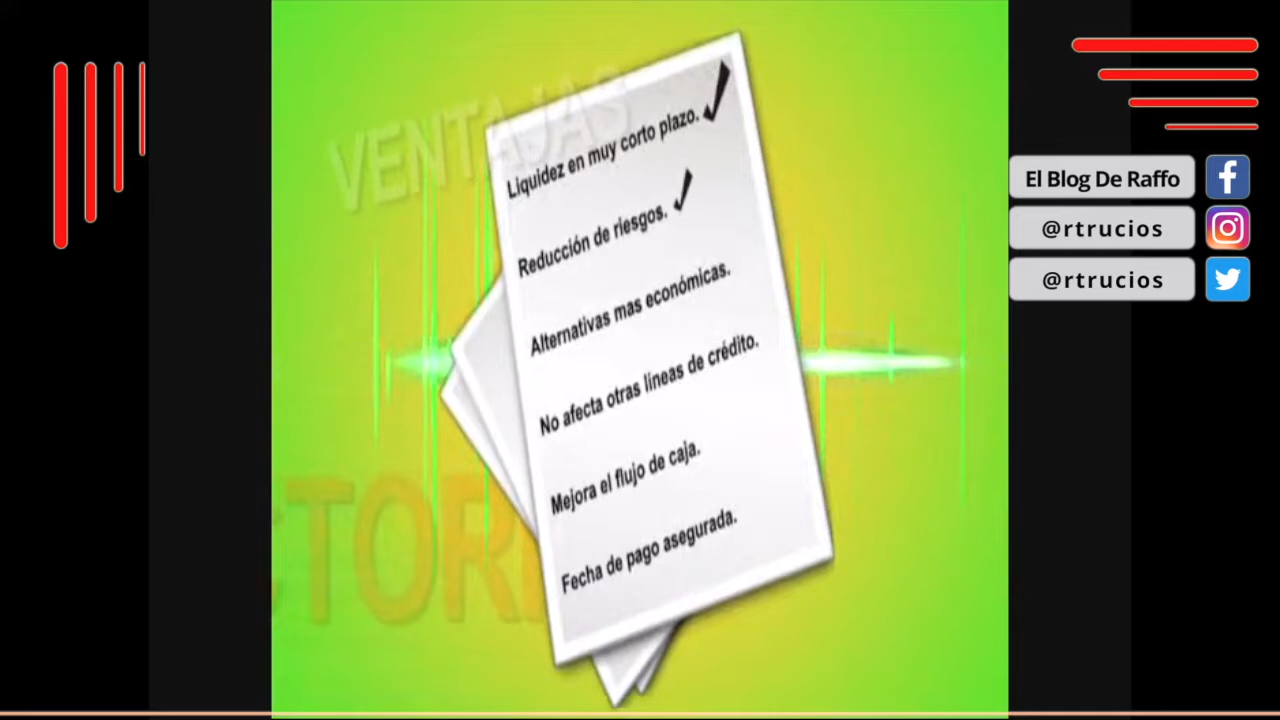 VENTAJAS
Liquidez en muy corto plazo.
Reducción de riesgos.
Alternativas mas económicas.
No afecta otras líneas de crédito.
Mejora el flujo de caja.
Fecha de pago asegurada.
El Blog De Raffo
@rtrucios
@rtrucios